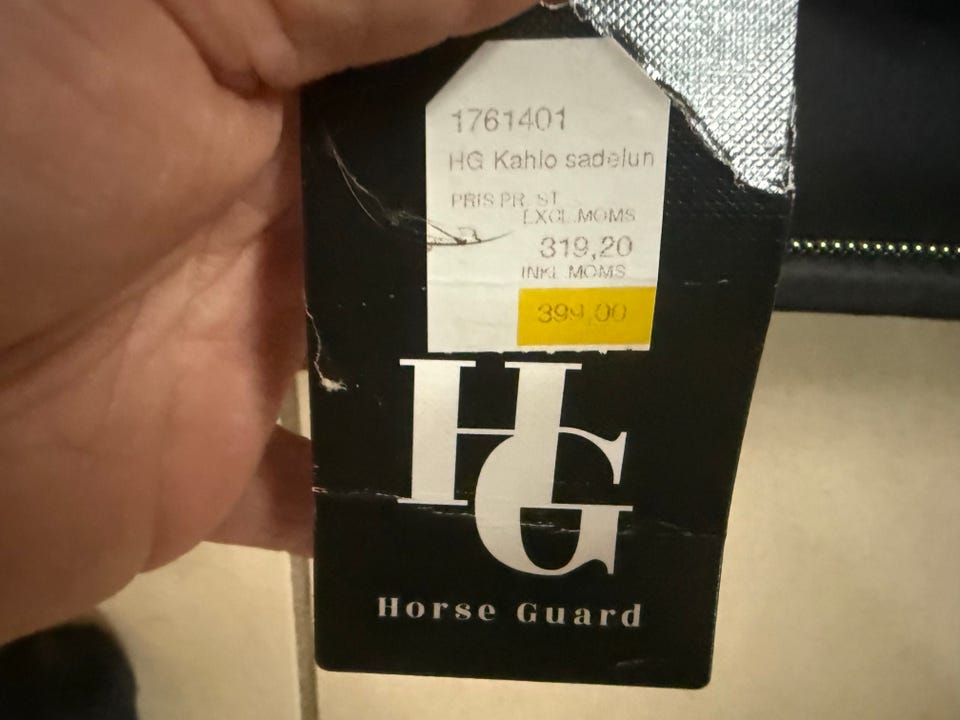 1761401
HG Kahlo sadelun
PRIS PR. ST
EXCL.MOMS
319,20
INKL.MOMS
399,00
HG
Horse Guard